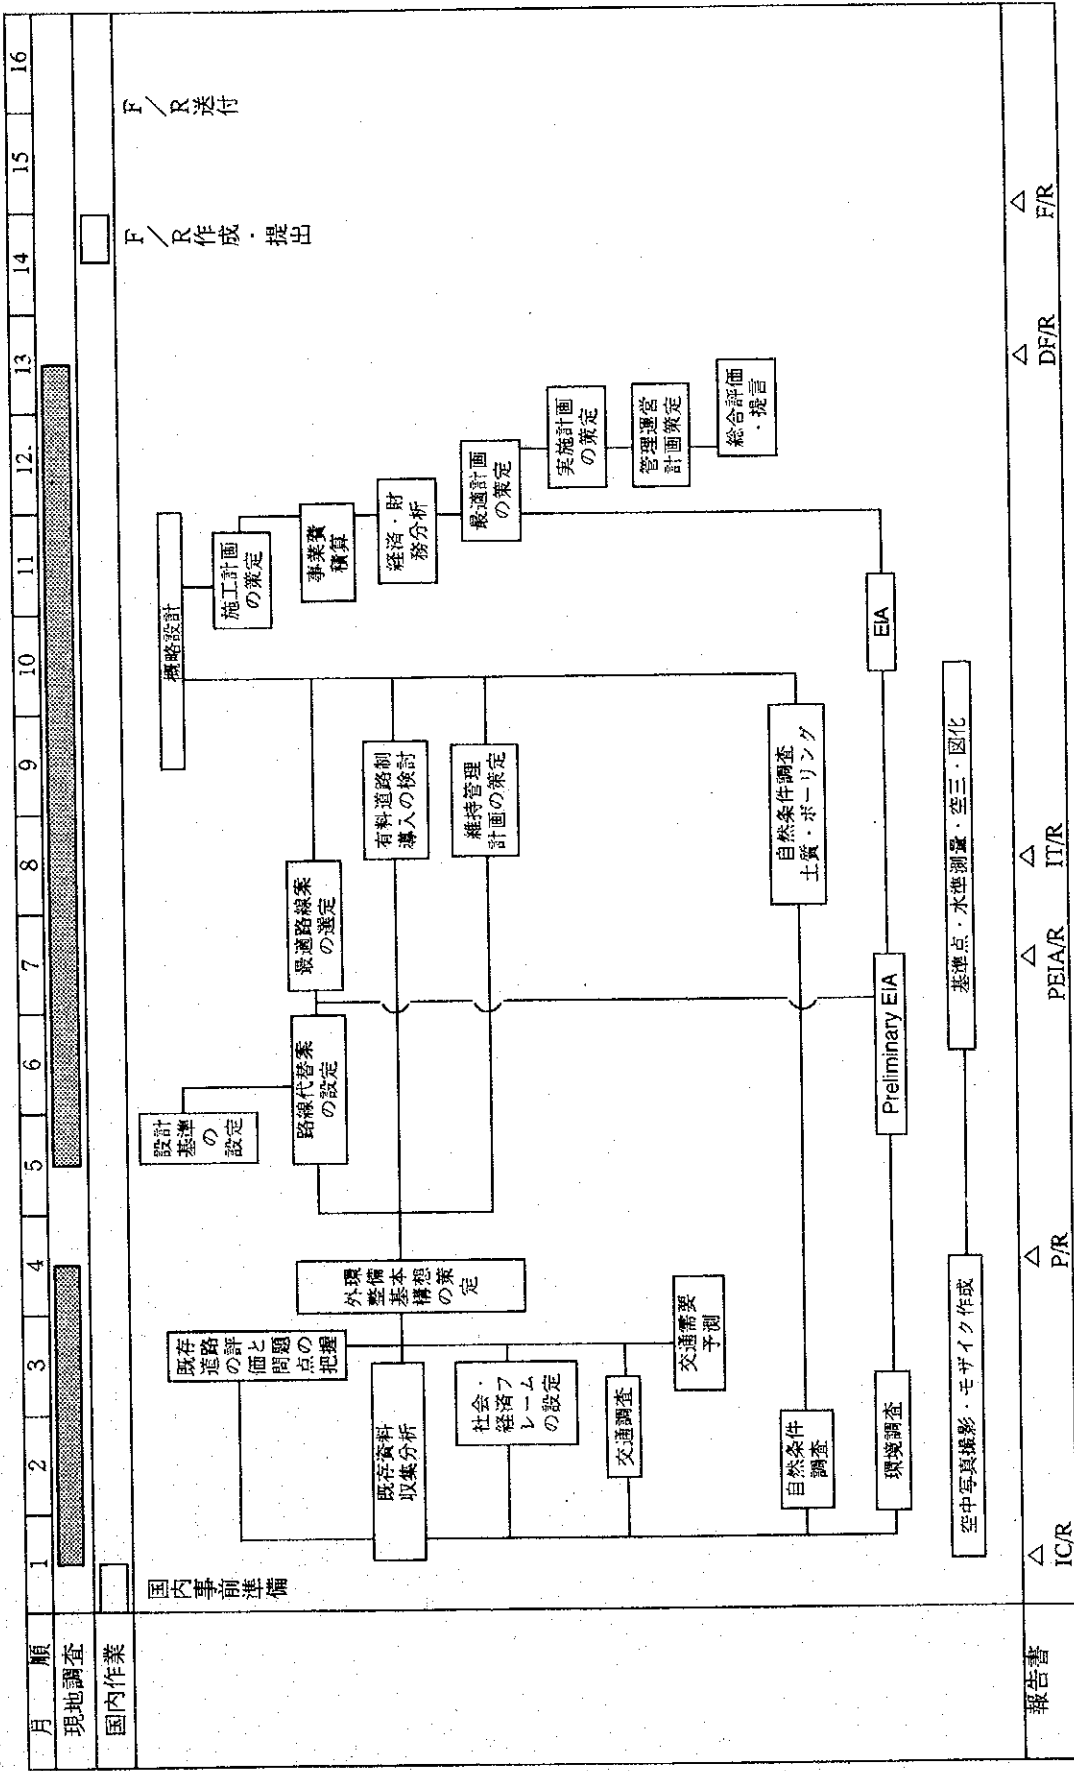 月 順 1 2 3 4 5 6 7 8 9 10 11 12 13 14 15 16
現地調査
国内作業
国内事前準備
F/R作成・提出
F/R送付
既存
道路
の評
価と
問題
点の
把握
既存資料
収集分析
社会・
経済フ
レーム
の設定
交通調査
交通需要
予測
自然条件
調査
環境調査
空中写真撮影・モザイク作成
外環
整備
基本
構想
の策
定
設計
基準
の
設定
路線代替案
の設定
最適路線案
の選定
有料道路制
導入の検討
維持管理
計画の策定
自然条件調査
土質・ボーリング
Preliminary EIA
基準点・水準測量・空三・図化
概略設計
施工計画
の策定
事業費
積算
経済・財
務分析
最適計画
の策定
実施計画
の策定
管理運営
計画策定
総合評価
・提言
EIA
報告書
△ △ △ △ △ △
IC/R P/R PEIA/R IT/R DF/R F/R